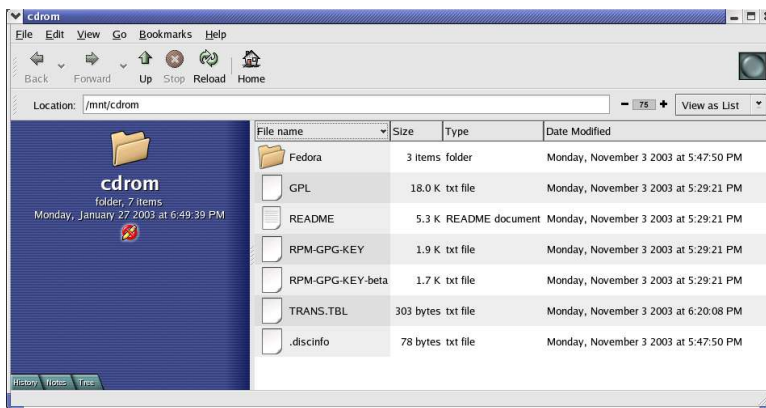 cdrom
File Edit View Go Bookmarks Help
Back Forward Up Stop Reload Home
Location: /mnt/cdrom 75 View as List
File name Size Type Date Modified
Fedora 3 items folder Monday, November 3 2003 at 5:47:50 PM
GPL 18.0 K txt file Monday, November 3 2003 at 5:29:21 PM
README 5.3 K README document Monday, November 3 2003 at 5:29:21 PM
RPM-GPG-KEY 1.9 K txt file Monday, November 3 2003 at 5:29:21 PM
RPM-GPG-KEY-beta 1.7 K txt file Monday, November 3 2003 at 5:29:21 PM
TRANS.TBL 303 bytes txt file Monday, November 3 2003 at 6:20:08 PM
.discinfo 78 bytes txt file Monday, November 3 2003 at 5:47:50 PM
cdrom
folder, 7 items
Monday, January 27 2003 at 6:49:39 PM
History Notes Tree